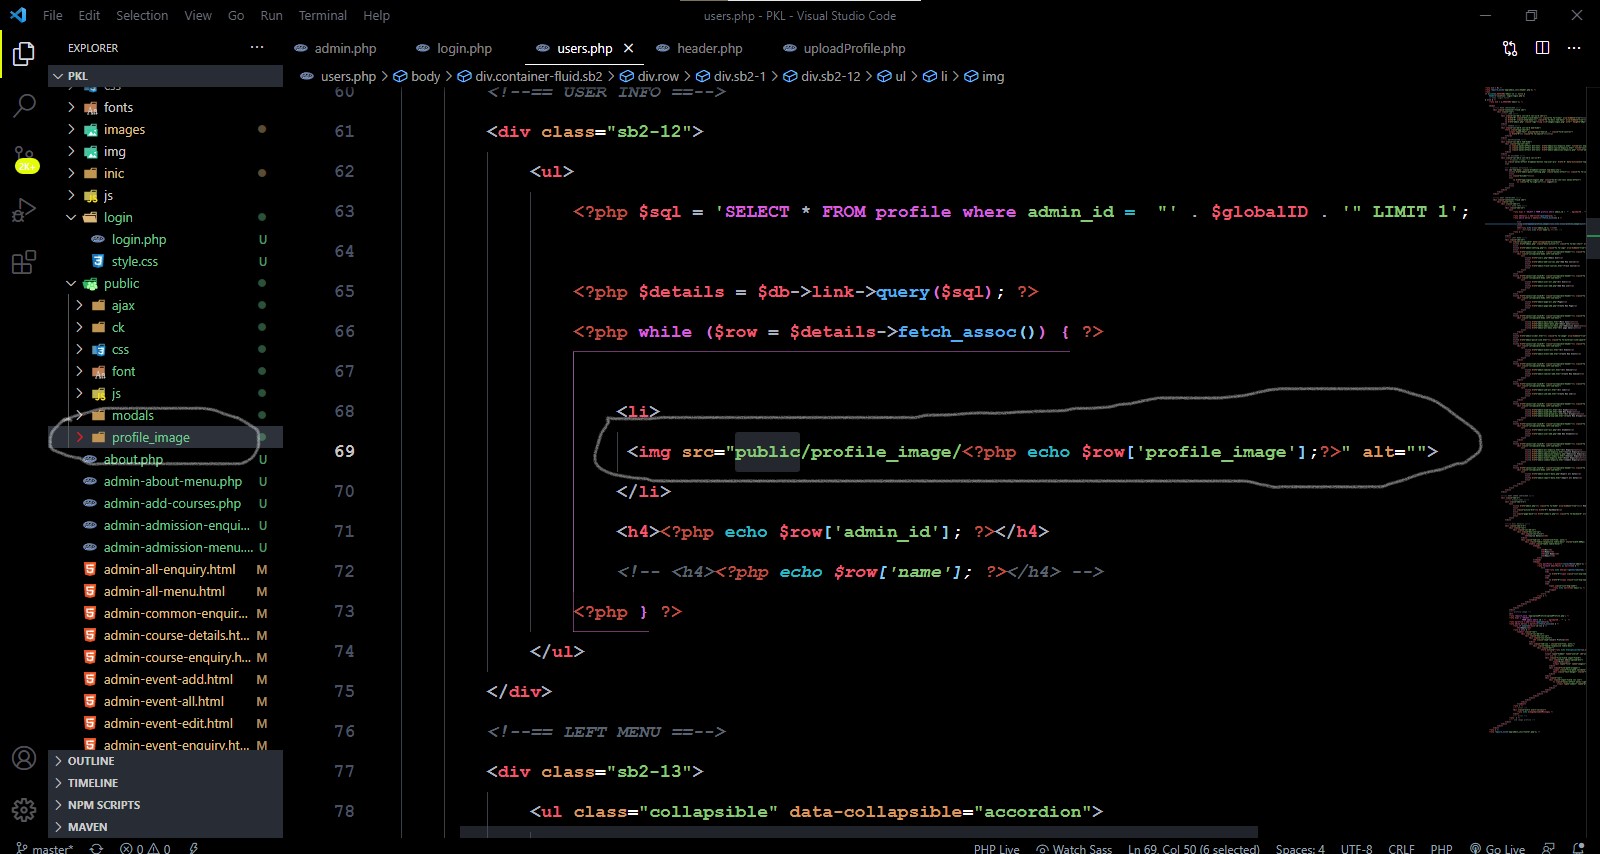 File Edit Selection View Go Run Terminal Help
users.php - PKL - Visual Studio Code
EXPLORER
PKL
css
fonts
images
img
inic
js
login
login.php U
style.css U
public
ajax
ck
css
font
js
modals
profile_image
about.php U
admin-about-menu.php U
admin-add-courses.php U
admin-admission-enqui... U
admin-admission-menu.... U
admin-all-enquiry.html M
admin-all-menu.html M
admin-common-enquir... M
admin-course-details.ht... M
admin-course-enquiry.h... M
admin-event-add.html M
admin-event-all.html M
admin-event-edit.html M
admin-event-enquiry.ht... M
OUTLINE
TIMELINE
NPM SCRIPTS
MAVEN
admin.php login.php users.php header.php uploadProfile.php
users.php > body > div.container-fluid.sb2 > div.row > div.sb2-1 > div.sb2-12 > ul > li > img
60 <!--== USER INFO ==-->
61 <div class="sb2-12">
62 <ul>
63 <?php $sql = 'SELECT * FROM profile where admin_id =  "' . $globalID . '" LIMIT 1';
64
65 <?php $details = $db->link->query($sql); ?>
66 <?php while ($row = $details->fetch_assoc()) { ?>
67
68 <li>
69 <img src="public/profile_image/<?php echo $row['profile_image'];?>" alt="">
70 </li>
71 <h4><?php echo $row['admin_id']; ?></h4>
72 <!-- <h4><?php echo $row['name']; ?></h4> -->
73 <?php } ?>
74 </ul>
75 </div>
76 <!--== LEFT MENU ==-->
77 <div class="sb2-13">
78 <ul class="collapsible" data-collapsible="accordion">
master* 0 0 PHP Live Watch Sass Ln 69, Col 50 (6 selected) Spaces: 4 UTF-8 CRLF PHP Go Live